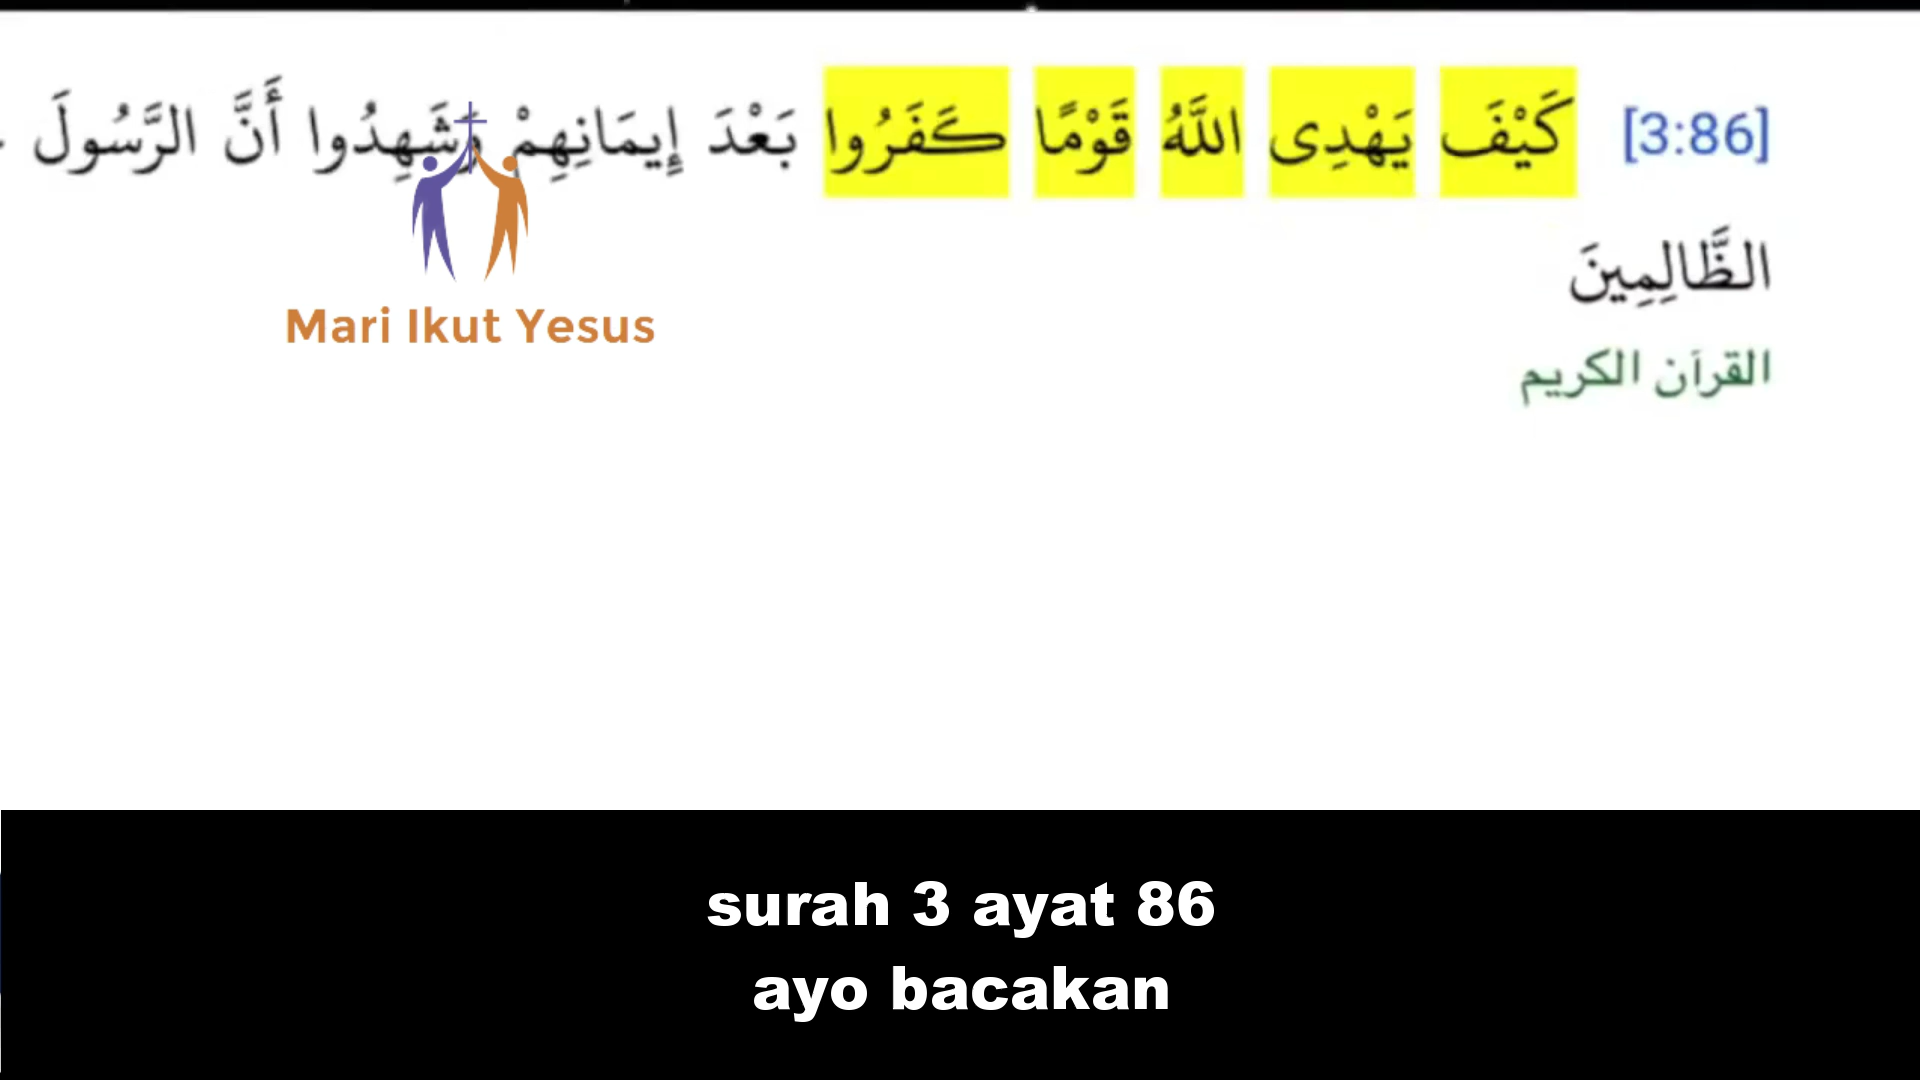 [3:86] كَيْفَ يَهْدِى اللَّهُ قَوْمًا كَفَرُوا بَعْدَ إِيمَانِهِمْ وَشَهِدُوا أَنَّ الرَّسُولَ
الظَّالِمِينَ
القرآن الكريم
Mari Ikut Yesus
surah 3 ayat 86
ayo bacakan